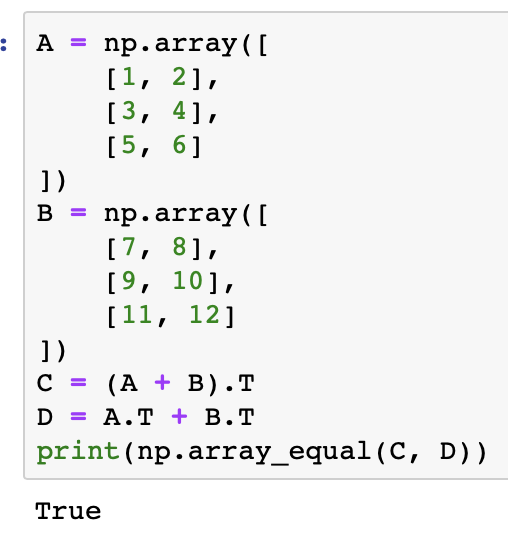 : A = np.array([
    [1, 2],
    [3, 4],
    [5, 6]
])
B = np.array([
    [7, 8],
    [9, 10],
    [11, 12]
])
C = (A + B).T
D = A.T + B.T
print(np.array_equal(C, D))
True